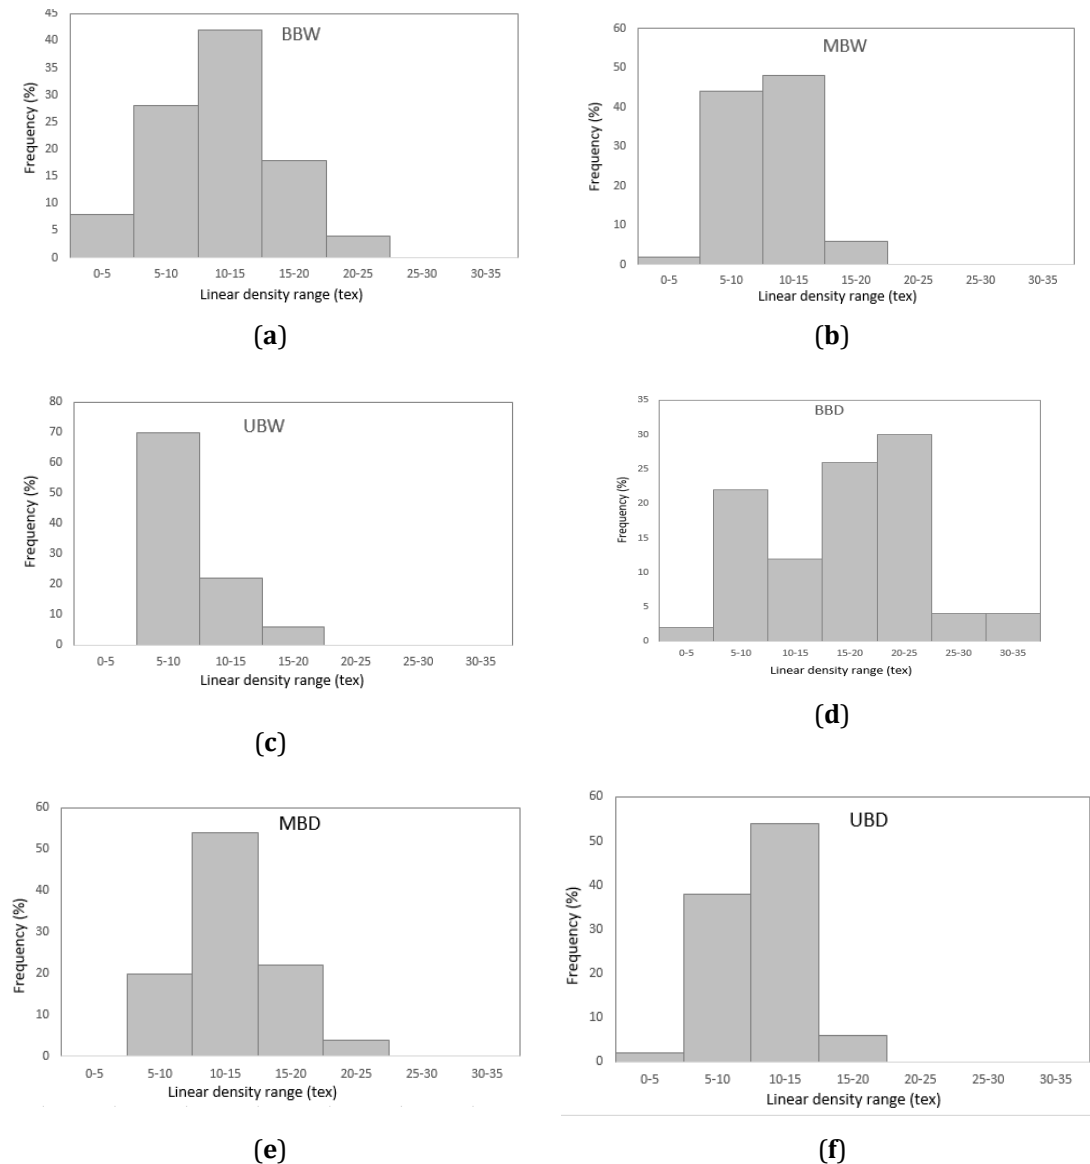 BBW
Frequency (%)
45
40
35
30
25
20
15
10
5
0
0-5 5-10 10-15 15-20 20-25 25-30 30-35
Linear density range (tex)
(a)
MBW
Frequency (%)
60
50
40
30
20
10
0
0-5 5-10 10-15 15-20 20-25 25-30 30-35
Linear density range (tex)
(b)
UBW
Frequency (%)
80
70
60
50
40
30
20
10
0
0-5 5-10 10-15 15-20 20-25 25-30 30-35
Linear density range (tex)
(c)
BBD
Frequency (%)
35
30
25
20
15
10
5
0
0-5 5-10 10-15 15-20 20-25 25-30 30-35
Linear density range (tex)
(d)
MBD
Frequency (%)
60
50
40
30
20
10
0
0-5 5-10 10-15 15-20 20-25 25-30 30-35
Linear density range (tex)
(e)
UBD
Frequency (%)
60
50
40
30
20
10
0
0-5 5-10 10-15 15-20 20-25 25-30 30-35
Linear density range (tex)
(f)